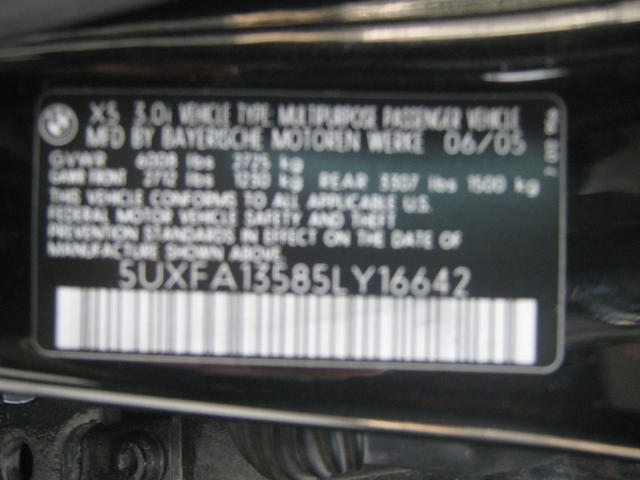 X5 3.0i VEHICLE TYPE: MULTIPURPOSE PASSENGER VEHICLE
MFD BY BAYERISCHE MOTOREN WERKE 06/05
GVWR 6008 lbs 2725 kg
GAWR FRONT 2712 lbs 1230 kg REAR 3307 lbs 1500 kg
THIS VEHICLE CONFORMS TO ALL APPLICABLE U.S.
FEDERAL MOTOR VEHICLE SAFETY AND THEFT
PREVENTION STANDARDS IN EFFECT ON THE DATE OF
MANUFACTURE SHOWN ABOVE.
5UXFA13585LY16642